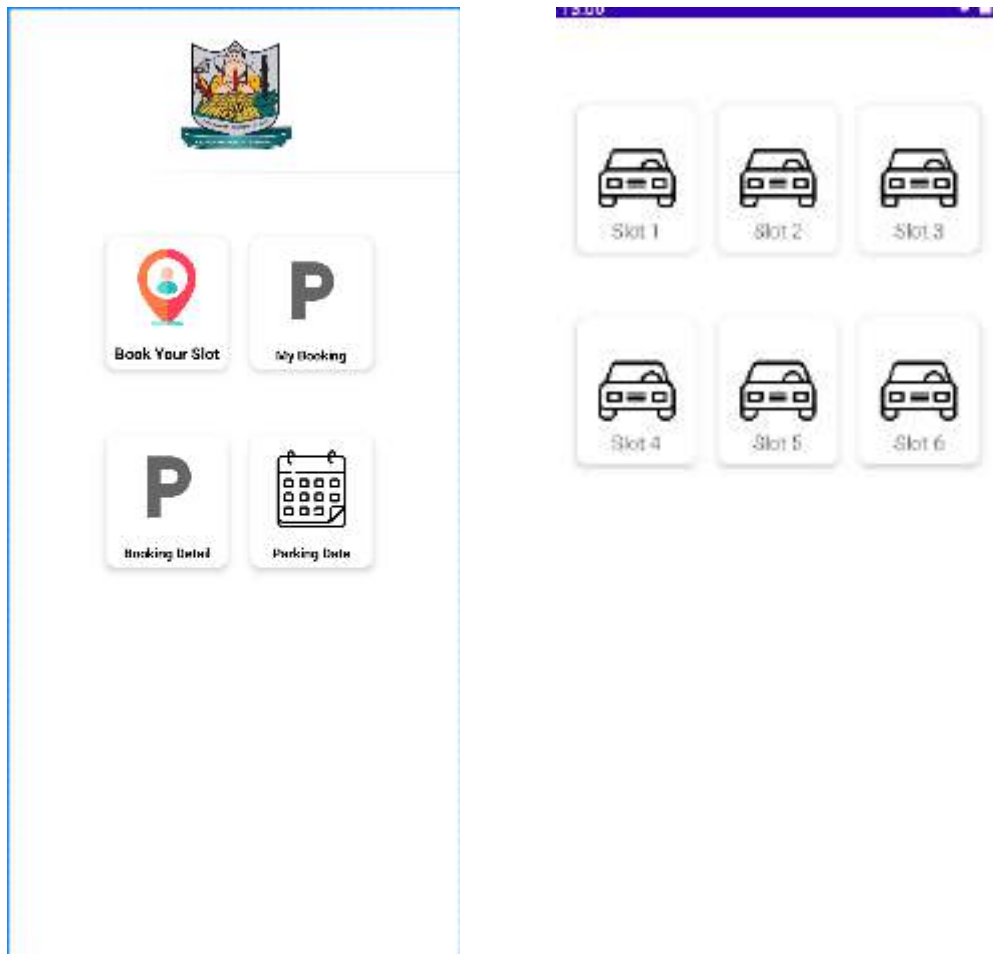 Book Your Slot
My Booking
P
P
Booking Detail
Parking Date
Slot 1
Slot 2
Slot 3
Slot 4
Slot 5
Slot 6